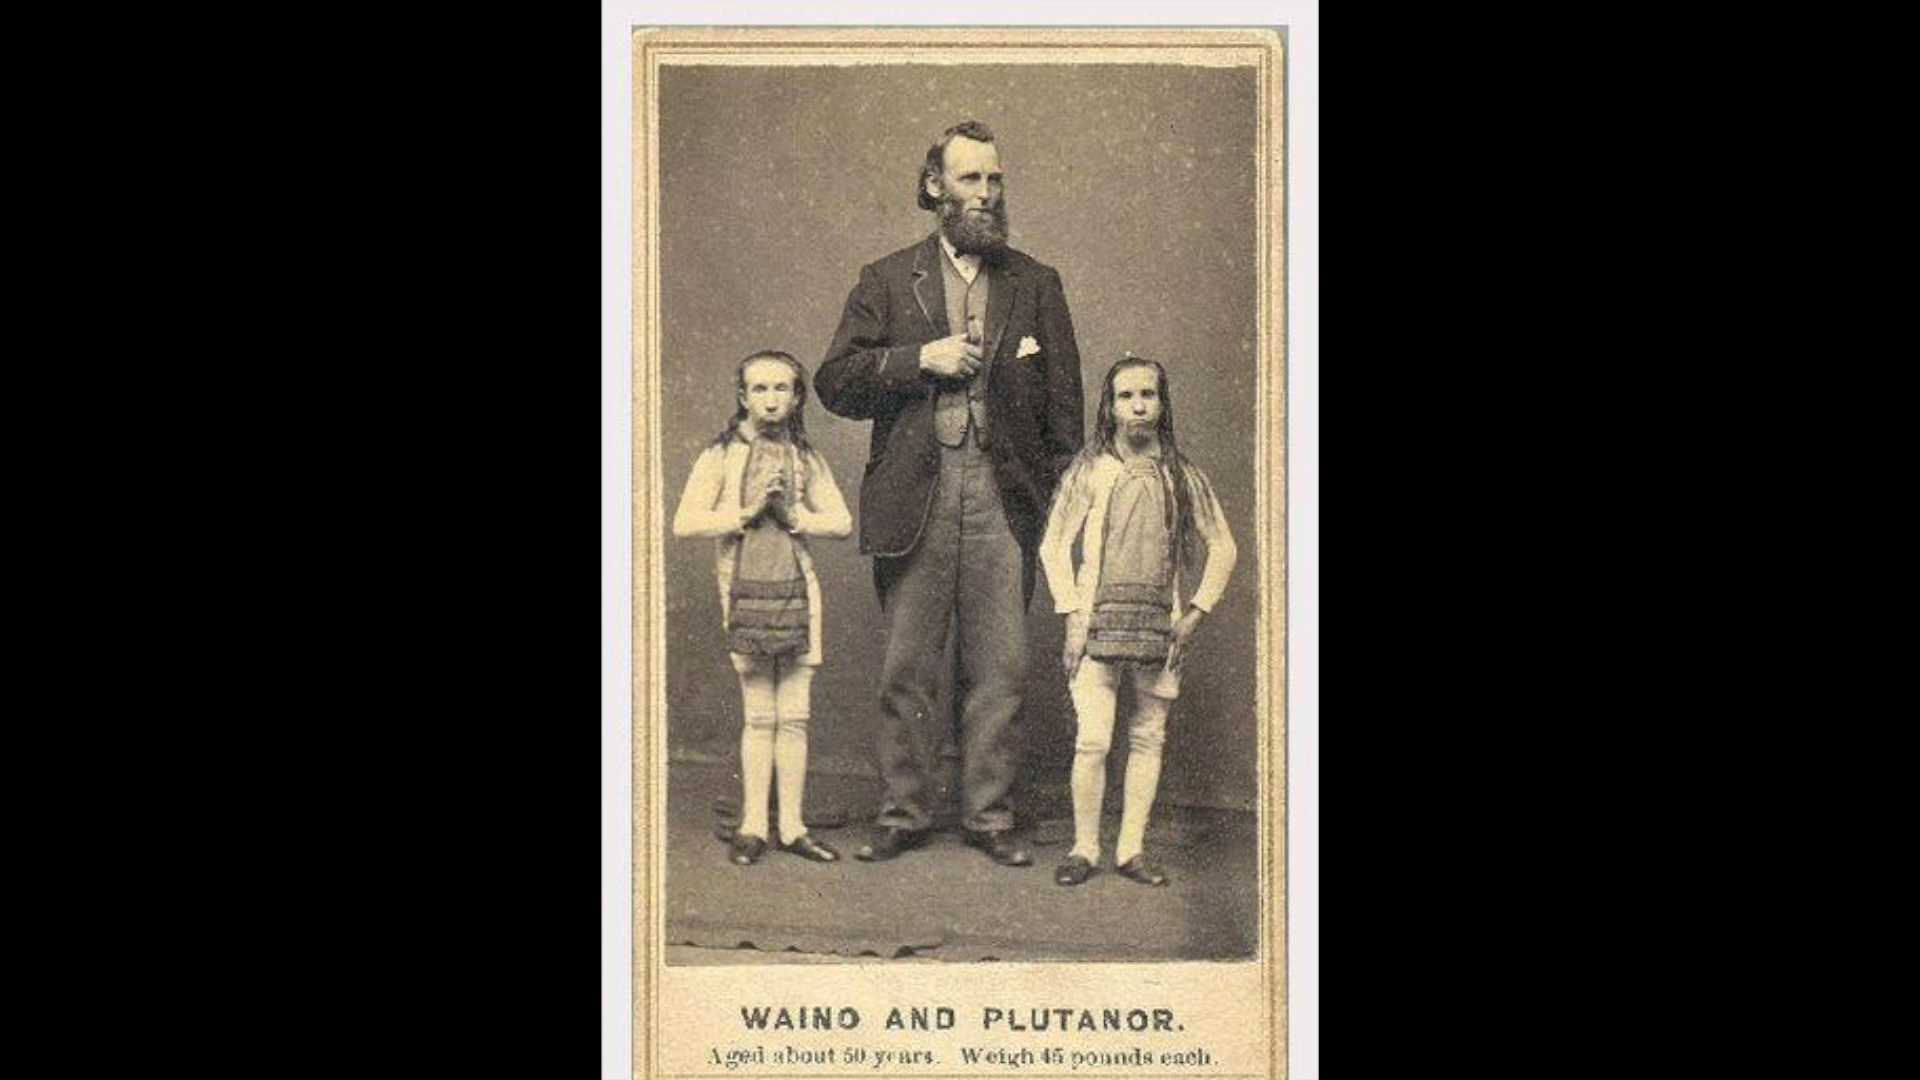 WAINO AND PLUTANOR.
Aged about 50 years. Weigh 45 pounds each.